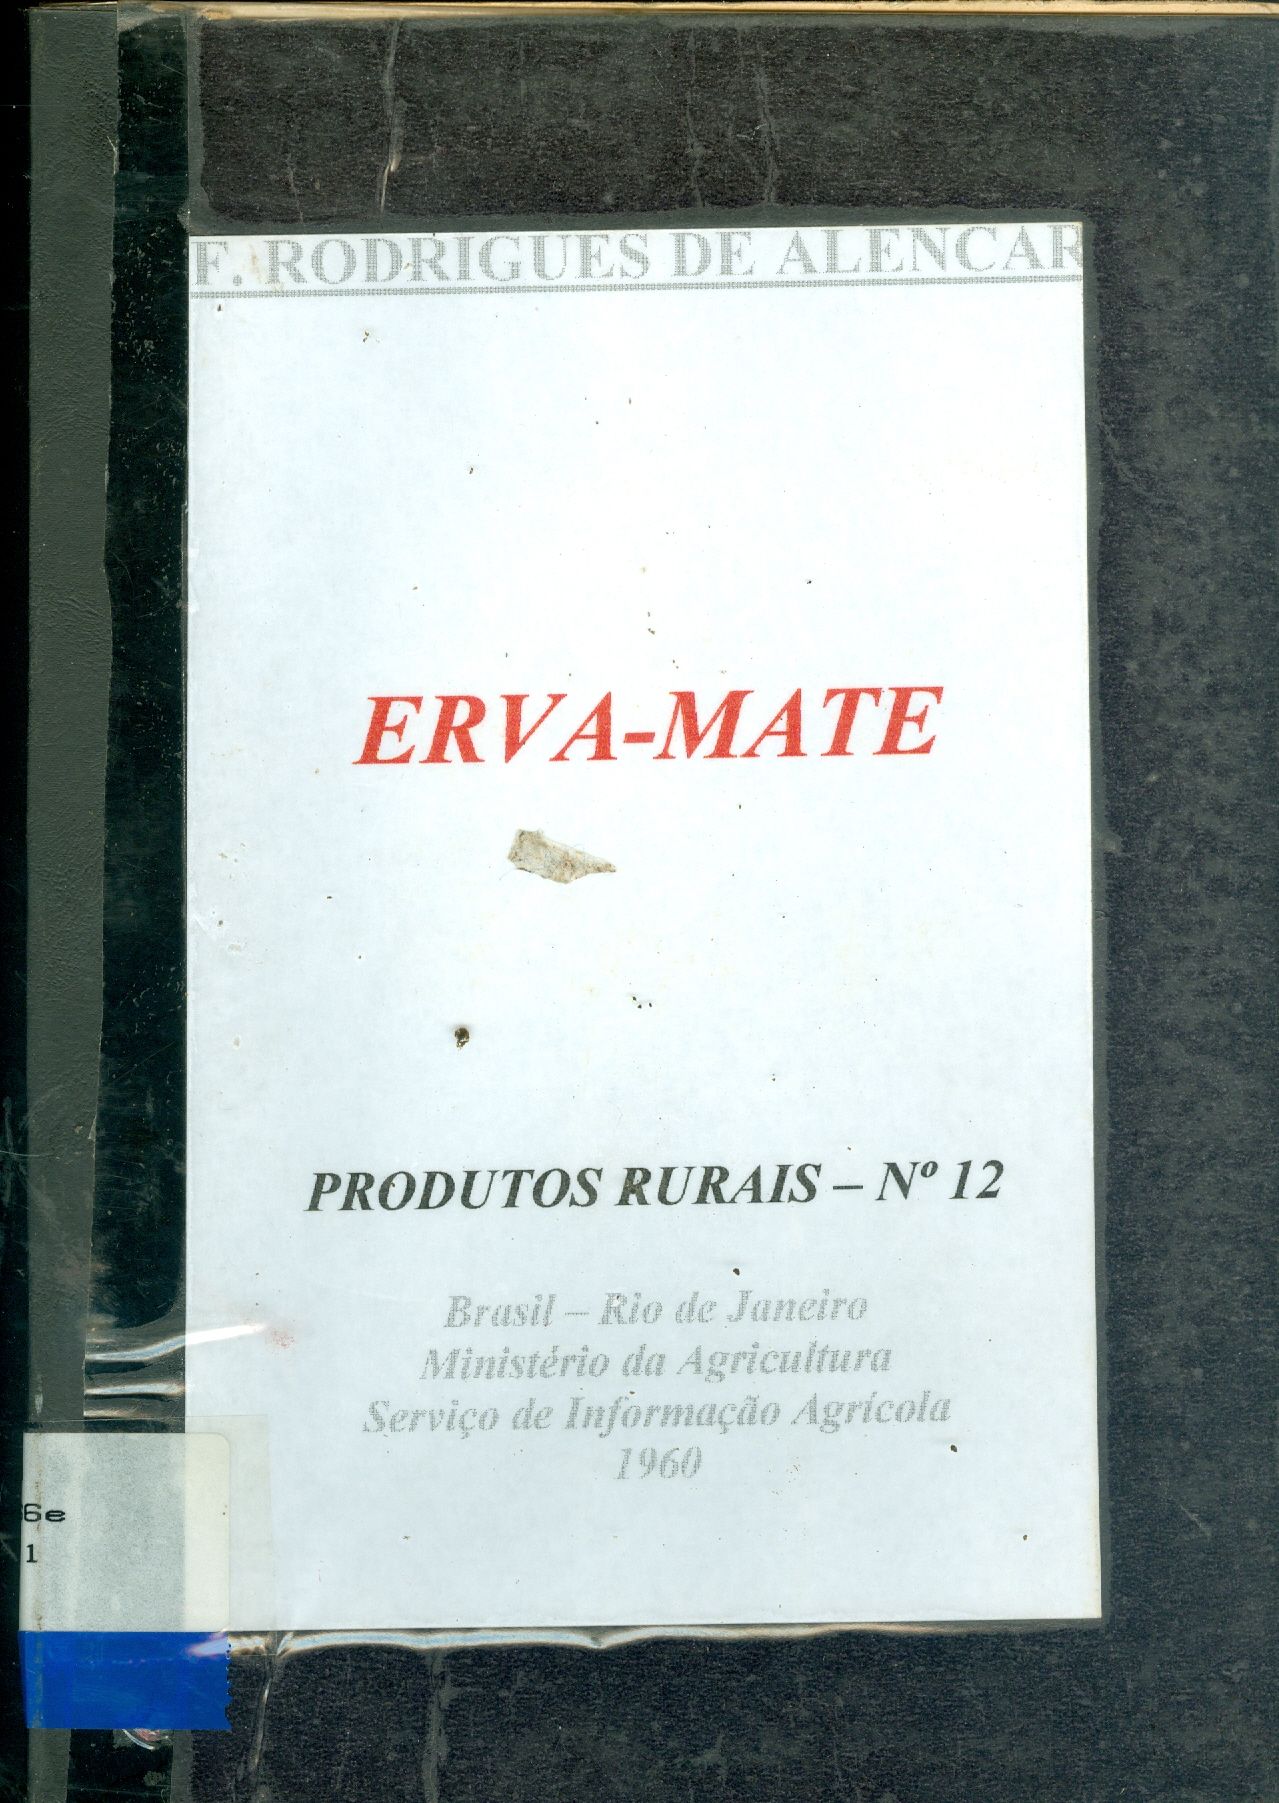 F. RODRIGUES DE ALENCAR
ERVA-MATE
PRODUTOS RURAIS – Nº 12
Brasil – Rio de Janeiro
Ministério da Agricultura
Serviço de Informação Agrícola
1960
6e
1